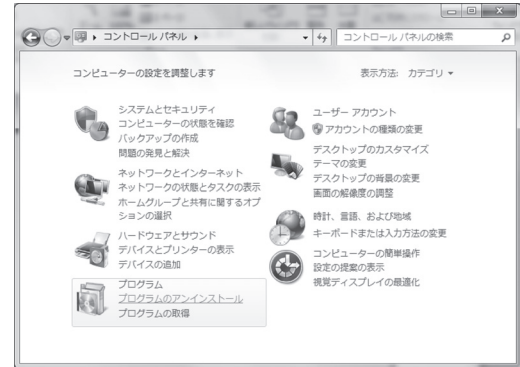 コントロール パネル
コントロール パネルの検索
コンピューターの設定を調整します
表示方法: カテゴリ
システムとセキュリティ
コンピューターの状態を確認
バックアップの作成
問題の発見と解決
ネットワークとインターネット
ネットワークの状態とタスクの表示
ホームグループと共有に関するオプ
ションの選択
ハードウェアとサウンド
デバイスとプリンターの表示
デバイスの追加
プログラム
プログラムのアンインストール
プログラムの取得
ユーザー アカウント
アカウントの種類の変更
デスクトップのカスタマイズ
テーマの変更
デスクトップの背景の変更
画面の解像度の調整
時計、言語、および地域
キーボードまたは入力方法の変更
コンピューターの簡単操作
設定の提案の表示
視覚ディスプレイの最適化